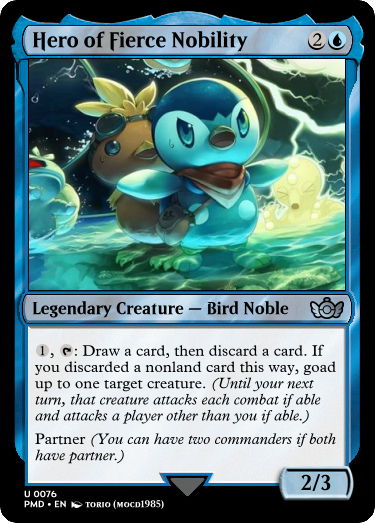 Hero of Fierce Nobility 2
Legendary Creature — Bird Noble
1, : Draw a card, then discard a card. If
you discarded a nonland card this way, goad
up to one target creature. (Until your next
turn, that creature attacks each combat if able
and attacks a player other than you if able.)
Partner (You can have two commanders if both
have partner.)
2/3
U 0076
PMD • EN TORIO (MOCD1985)